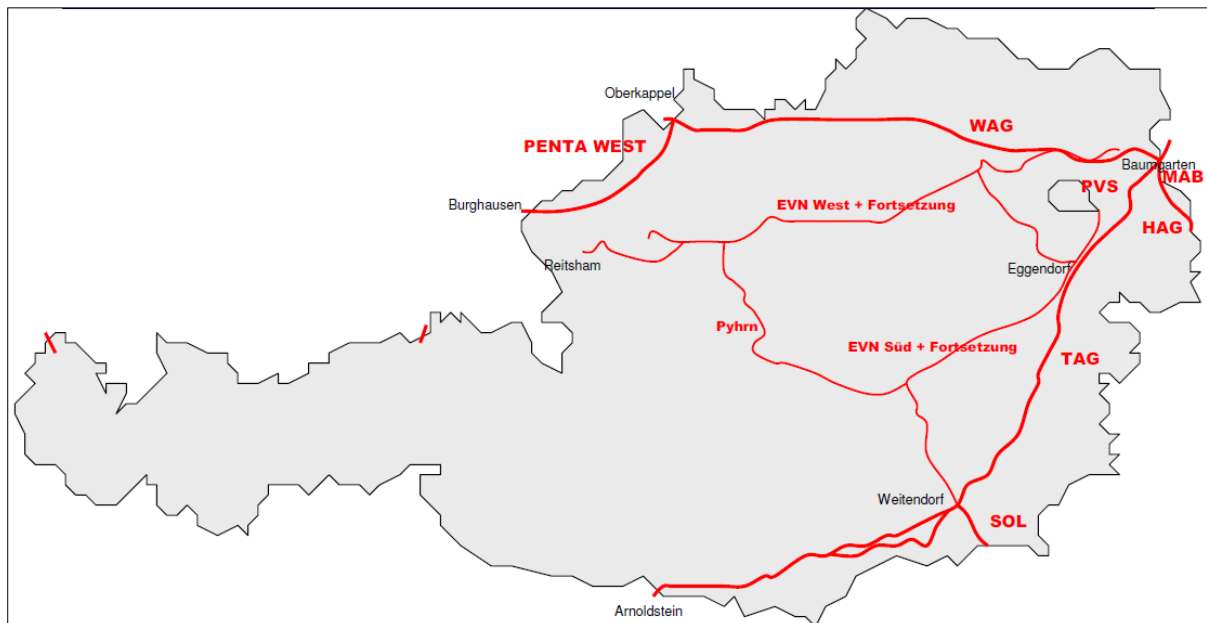 Oberkappel
WAG
PENTA WEST
Baumgarten
MAB
PVS
Burghausen
EVN West + Fortsetzung
HAG
Reitsham
Eggendorf
Pyhrn
EVN Süd + Fortsetzung
TAG
Weitendorf
SOL
Arnoldstein